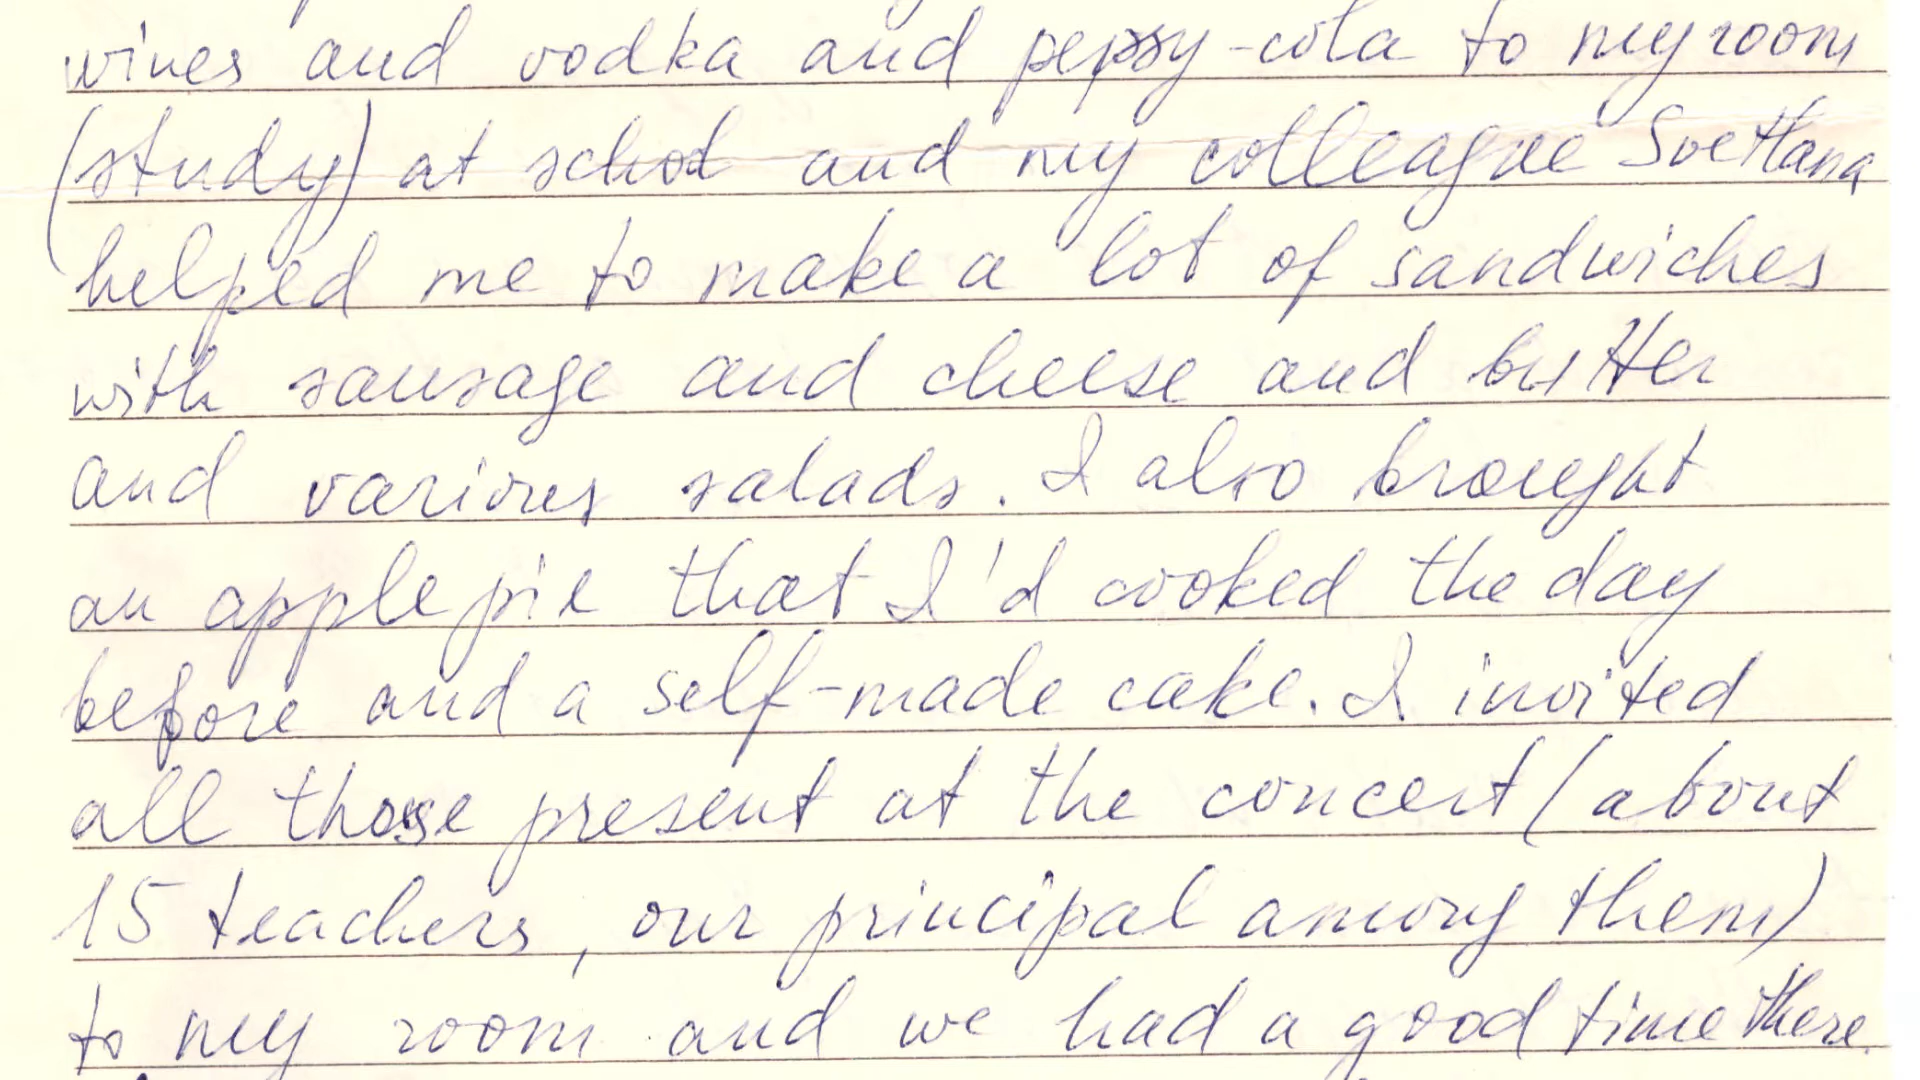 wines and vodka and pepsy-cola to my room
(study) at school and my colleague Svetlana
helped me to make a lot of sandwiches
with sausage and cheese and butter
and various salads. I also brought
an apple pie that I'd cooked the day
before and a self-made cake. I invited
all those present at the concert (about
15 teachers, our principal among them)
to my room and we had a good time there.